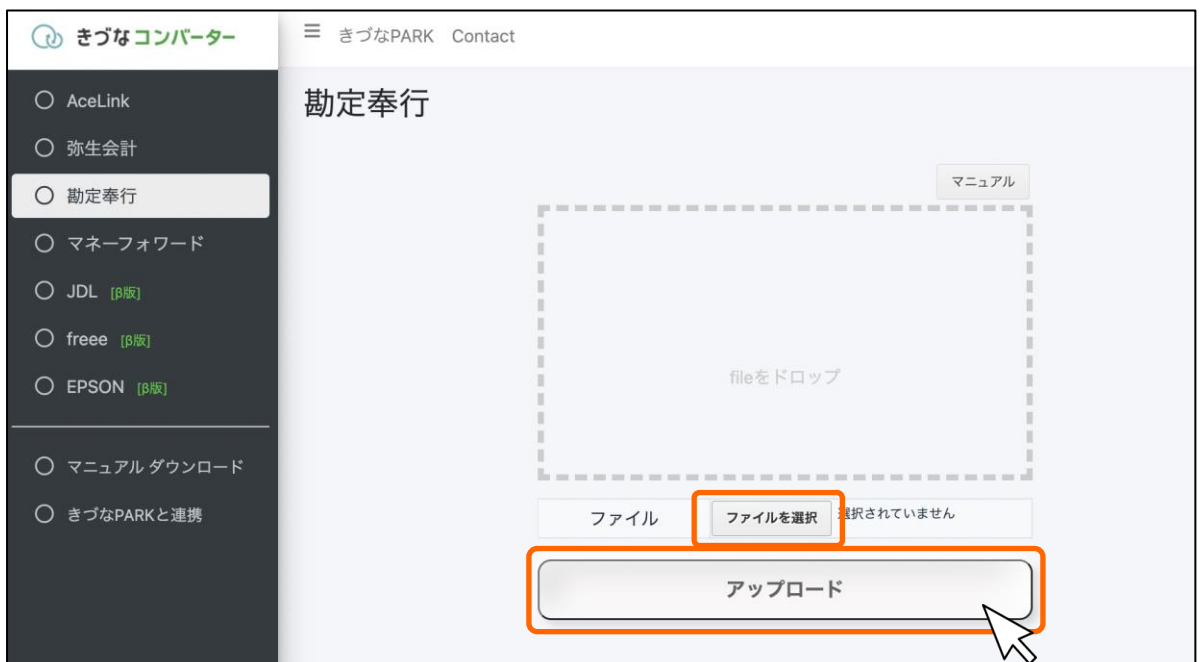 きづなコンバーター
きづなPARK Contact
AceLink
弥生会計
勘定奉行
マネーフォワード
JDL [β版]
freee [β版]
EPSON [β版]
マニュアル ダウンロード
きづなPARKと連携
勘定奉行
マニュアル
fileをドロップ
ファイル ファイルを選択 選択されていません
アップロード